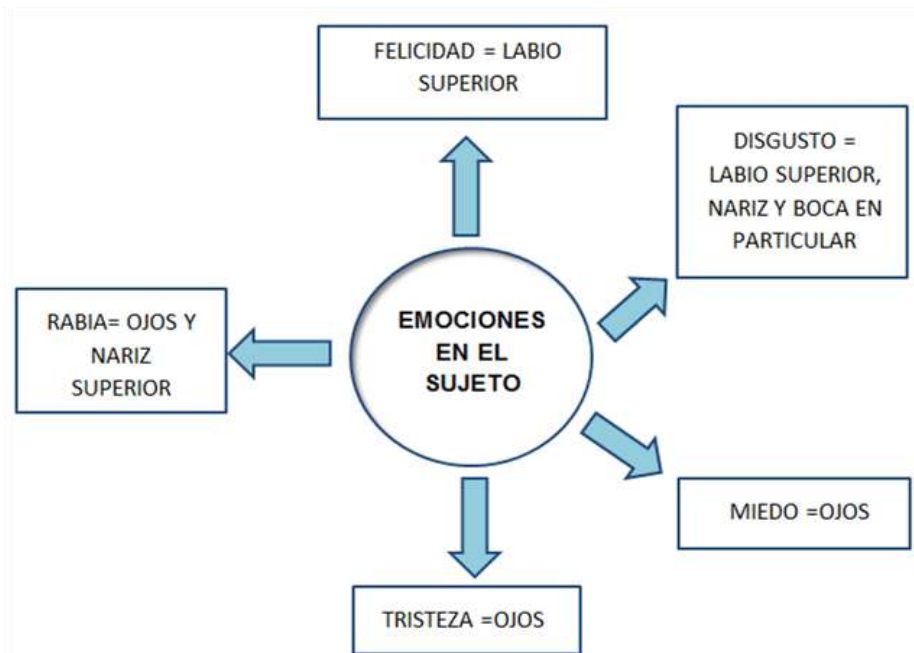 FELICIDAD = LABIO
SUPERIOR
DISGUSTO =
LABIO SUPERIOR,
NARIZ Y BOCA EN
PARTICULAR
RABIA= OJOS Y
NARIZ
SUPERIOR
EMOCIONES
EN EL
SUJETO
MIEDO =OJOS
TRISTEZA =OJOS